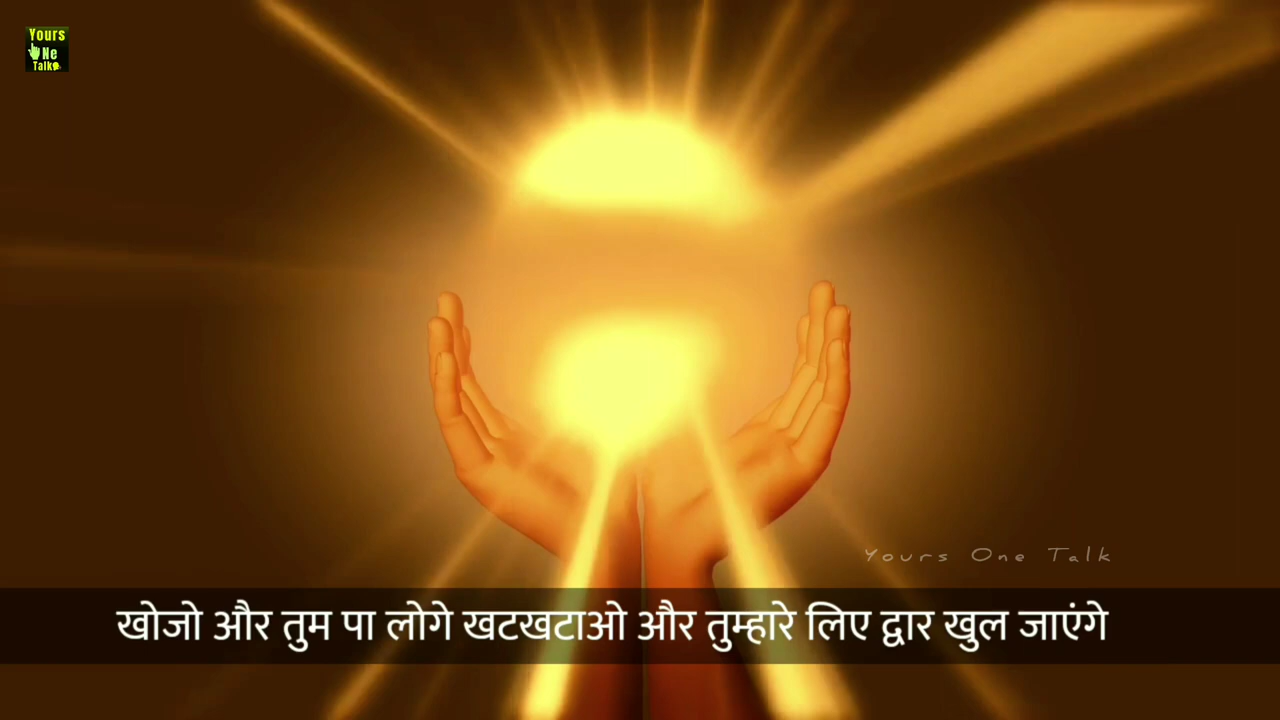 Yours
Ne
Talk
Yours One Talk
खोजो और तुम पा लोगे खटखटाओ और तुम्हारे लिए द्वार खुल जाएंगे